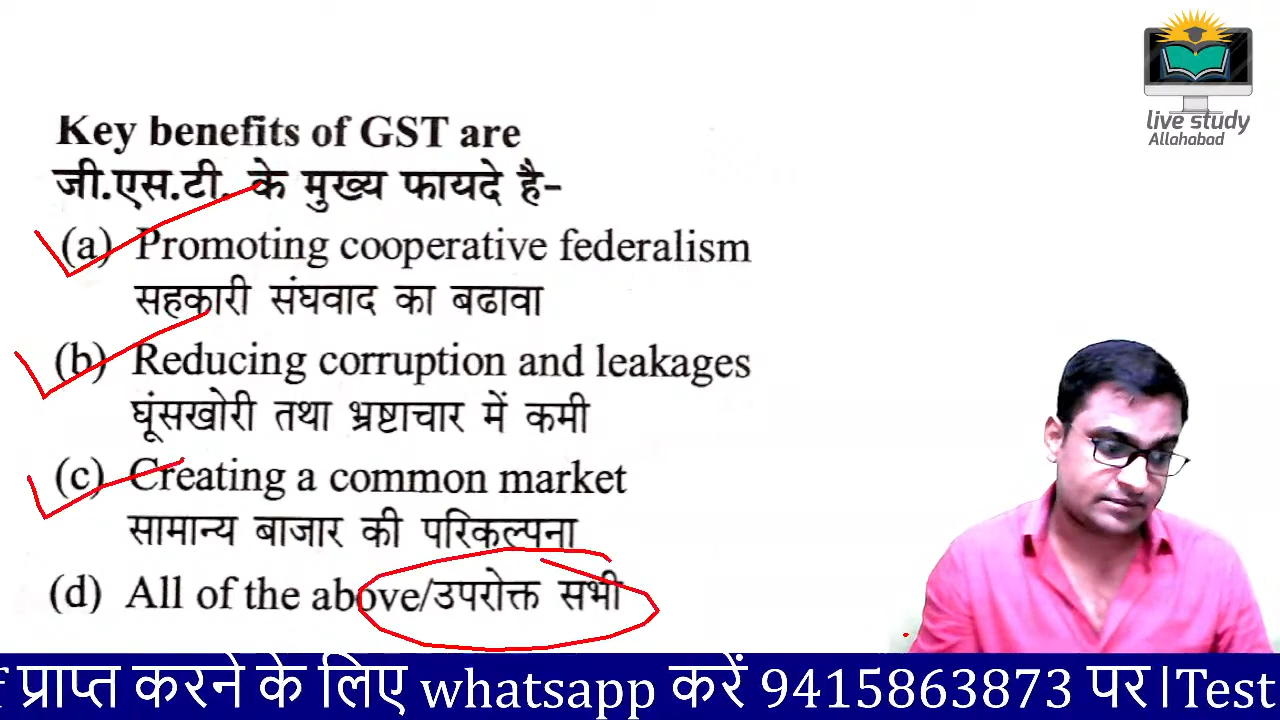 live study
Allahabad
Key benefits of GST are
जी.एस.टी. के मुख्य फायदे है-
(a) Promoting cooperative federalism
सहकारी संघवाद का बढावा
(b) Reducing corruption and leakages
घूंसखोरी तथा भ्रष्टाचार में कमी
(c) Creating a common market
सामान्य बाजार की परिकल्पना
(d) All of the above/उपरोक्त सभी
प्राप्त करने के लिए whatsapp करें 9415863873 पर।Test